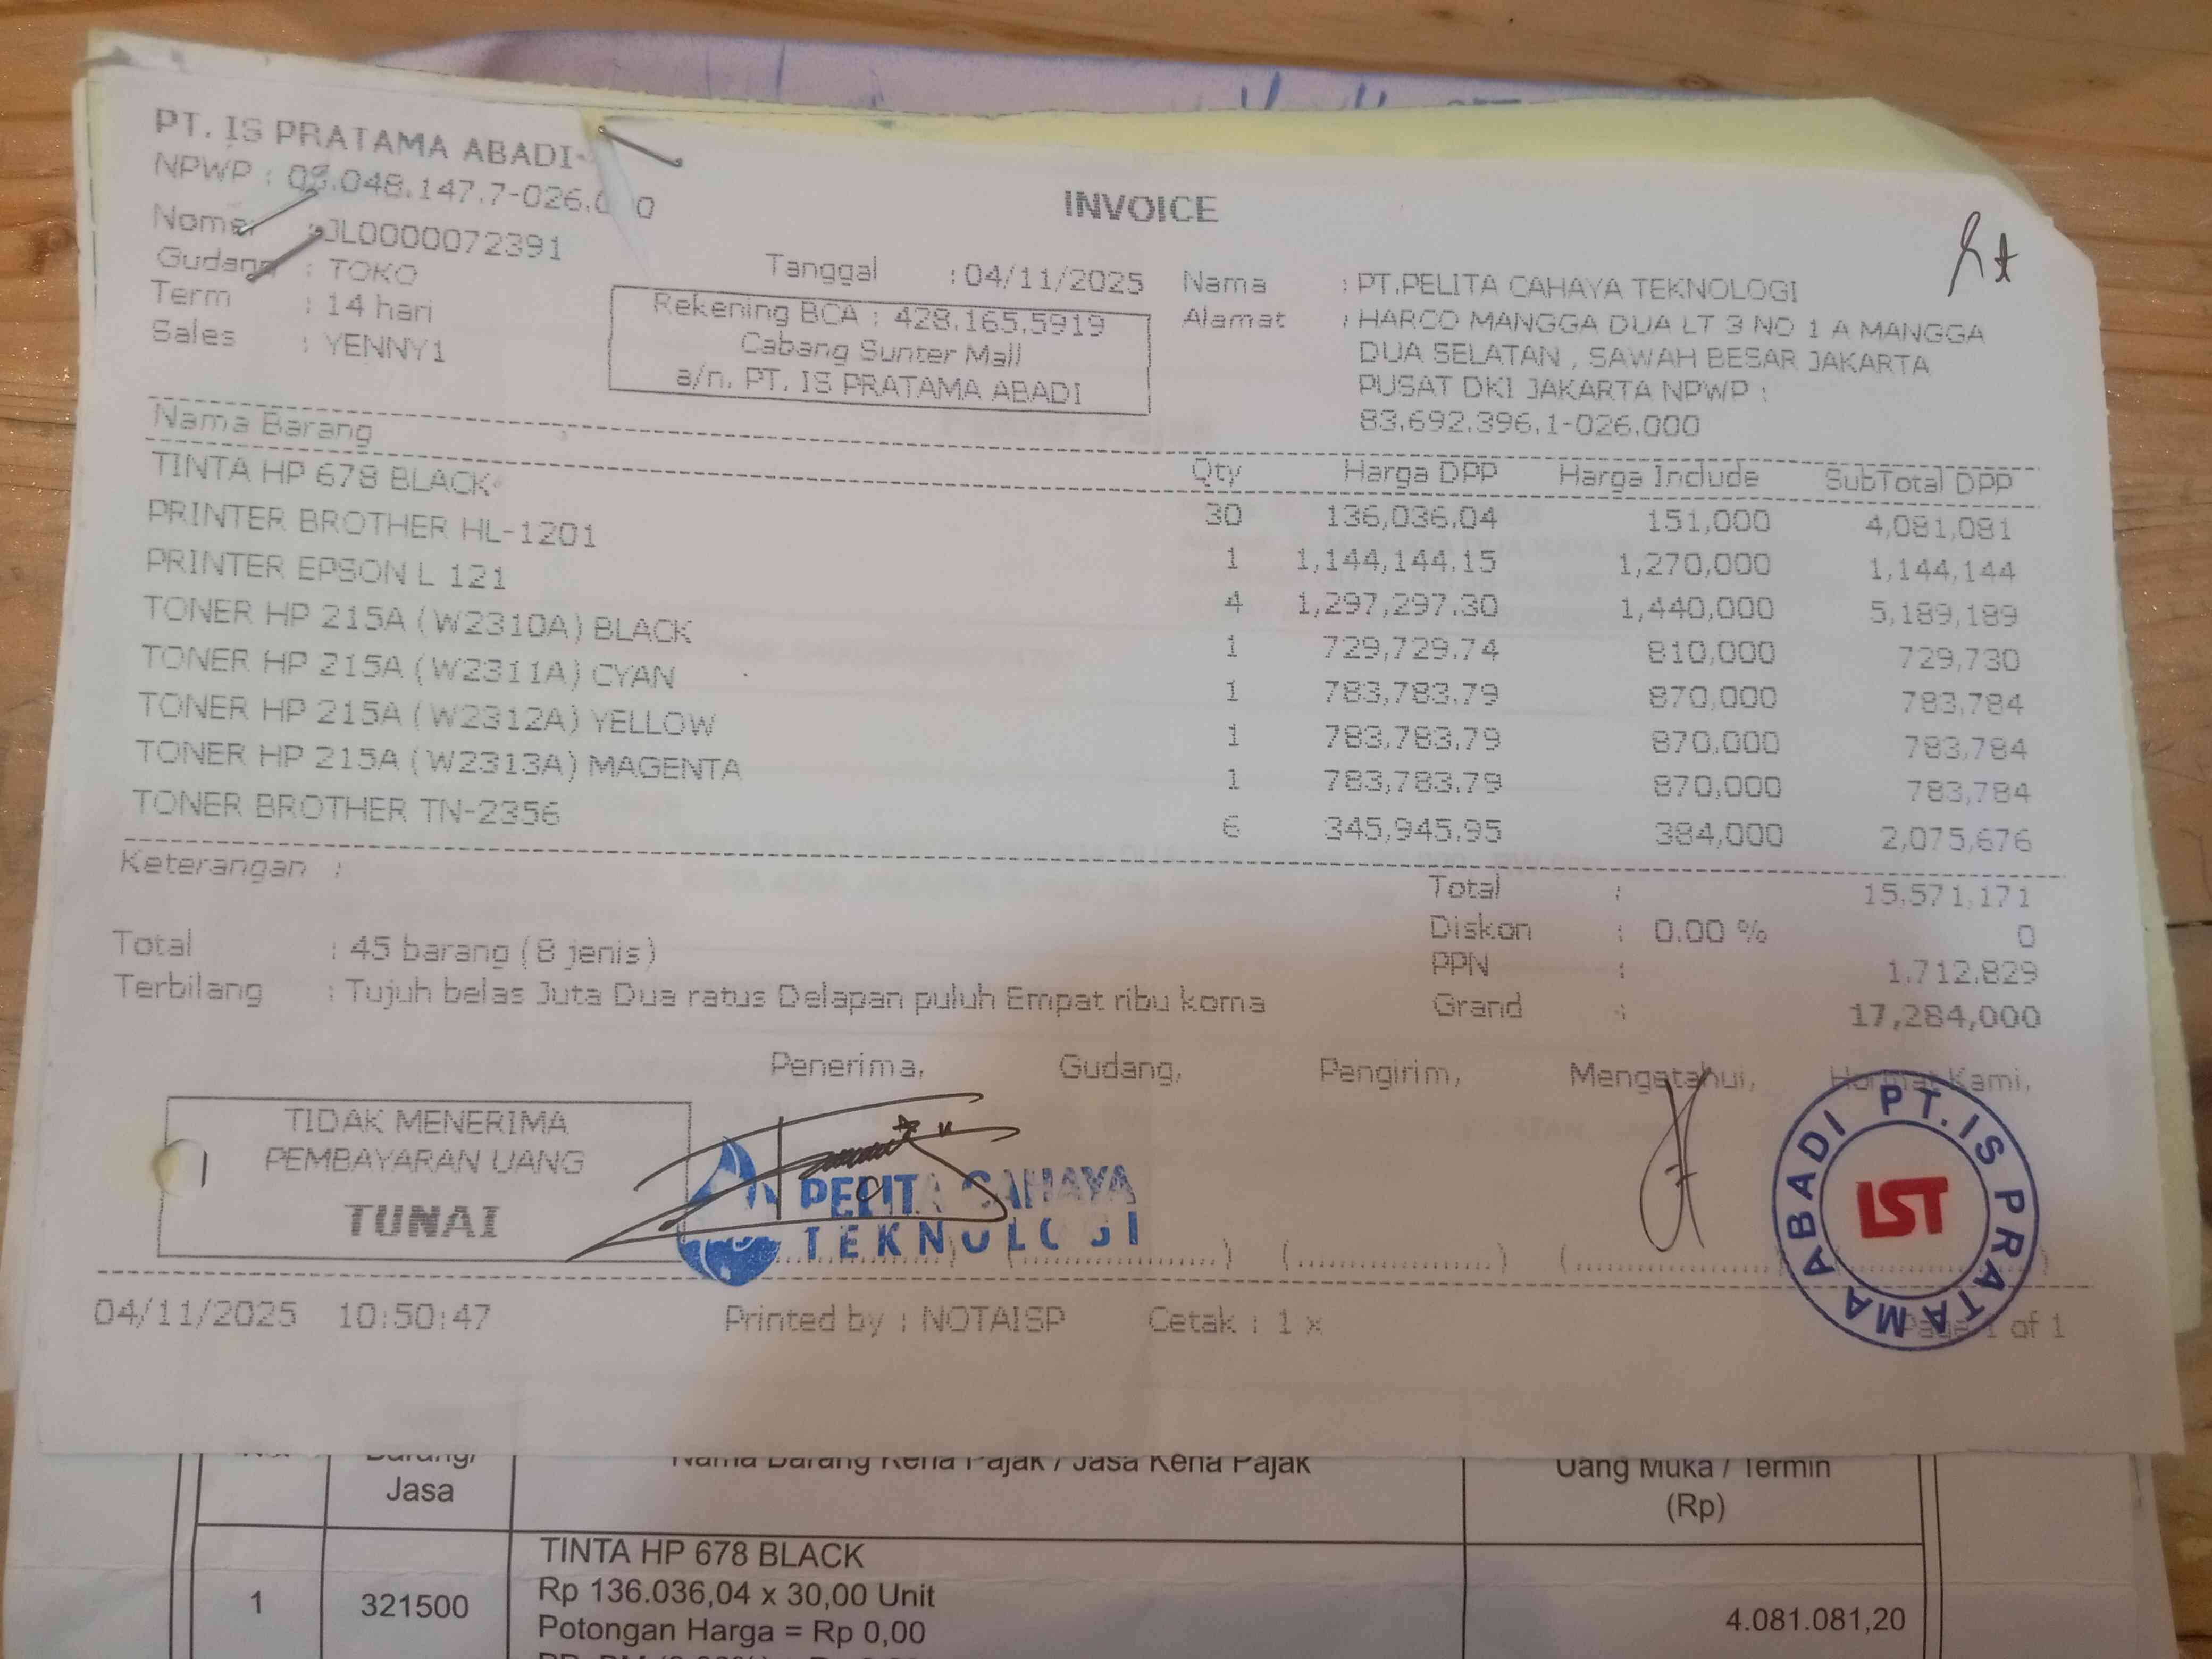 PT. IS PRATAMA ABADI
NPWP : 048.147.7-026.
INVOICE
Nomor : JL0000072391
Gudang : TOKO
Term : 14 hari
Sales : YENNY1
Tanggal : 04/11/2025
Rekening BCA : 428.165.5919
Cabang Sunter Mall
a/n. PT. IS PRATAMA ABADI
Nama : PT.PELITA CAHAYA TEKNOLOGI
Alamat : HARCO MANGGA DUA LT 3 NO 1 A MANGGA
DUA SELATAN , SAWAH BESAR JAKARTA
PUSAT DKI JAKARTA NPWP :
83.692.396.1-026.000
Nama Barang Qty Harga DPP Harga Include SubTotal DPP
TINTA HP 678 BLACK 30 136,036.04 151,000 4,081,081
PRINTER BROTHER HL-1201 1 1,144,144.15 1,270,000 1,144,144
PRINTER EPSON L 121 4 1,297,297.30 1,440,000 5,189,189
TONER HP 215A (W2310A) BLACK 1 729,729.74 810,000 729,730
TONER HP 215A (W2311A) CYAN 1 783,783.79 870,000 783,784
TONER HP 215A (W2312A) YELLOW 1 783,783.79 870,000 783,784
TONER HP 215A (W2313A) MAGENTA 1 783,783.79 870,000 783,784
TONER BROTHER TN-2356 6 345,945.95 384,000 2,075,676
Keterangan :
Total : 15,571,171
Diskon : 0.00 % 0
PPN : 1,712,829
Grand : 17,284,000
Total : 45 barang (8 jenis)
Terbilang : Tujuh belas Juta Dua ratus Delapan puluh Empat ribu koma
Penerima, Gudang, Pengirim, Mengetahui, Hormat Kami,
TIDAK MENERIMA
PEMBAYARAN UANG
TUNAI
PELITA CAHAYA
TEKNOLOGI
PT. IS PRATAMA ABADI
IST
04/11/2025 10:50:47 Printed by : NOTAISP Cetak : 1 x Page 1 of 1
Barang/
Jasa
Nama Barang Kena Pajak / Jasa Kena Pajak
Uang Muka / Termin
(Rp)
1 321500
TINTA HP 678 BLACK
Rp 136.036,04 x 30,00 Unit
Potongan Harga = Rp 0,00
4.081.081,20